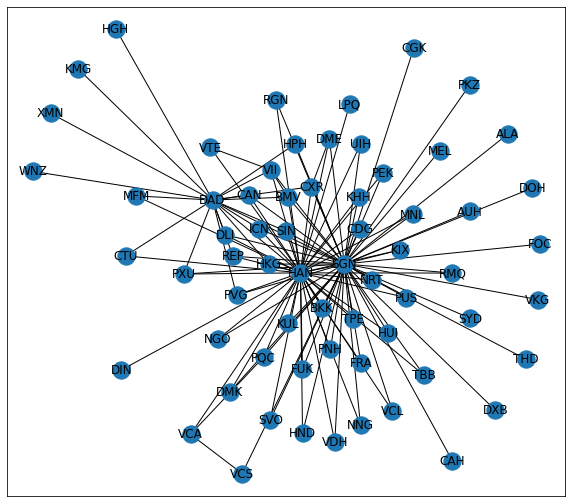 HGH
CGK
KMG
PKZ
RGN
LPQ
XMN
ALA
HPH
DME
UIH
VTE
MEL
WNZ
VII
PEK
DOH
MFM
DAD
CAN
BMV
CXR
KHH
MNL
AUH
DLI
ICN
SIN
CDG
POC
CTU
REP
KIX
PXU
HKG
HAN
SGN
NRT
RMQ
PVG
PUS
VKG
BKK
TPE
SYD
NGO
KUL
HUI
PQC
PNH
FRA
THD
DIN
FUK
TBB
DMK
VCL
DXB
SVO
NNG
VCA
HND
VDH
CAH
VCS